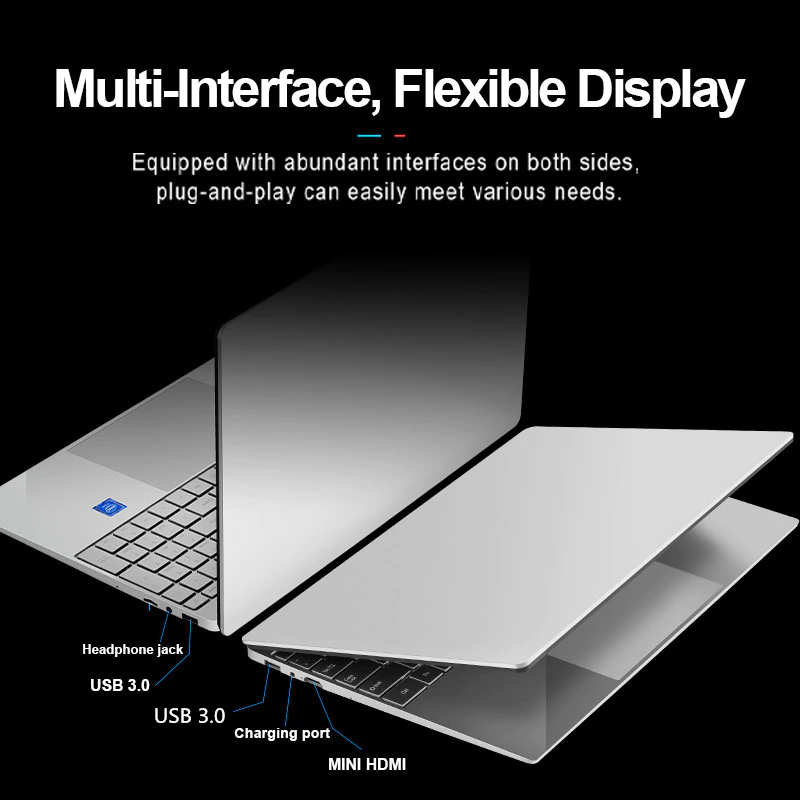 Multi-Interface, Flexible Display
Equipped with abundant interfaces on both sides,
plug-and-play can easily meet various needs.
Headphone jack
USB 3.0
USB 3.0
Charging port
MINI HDMI